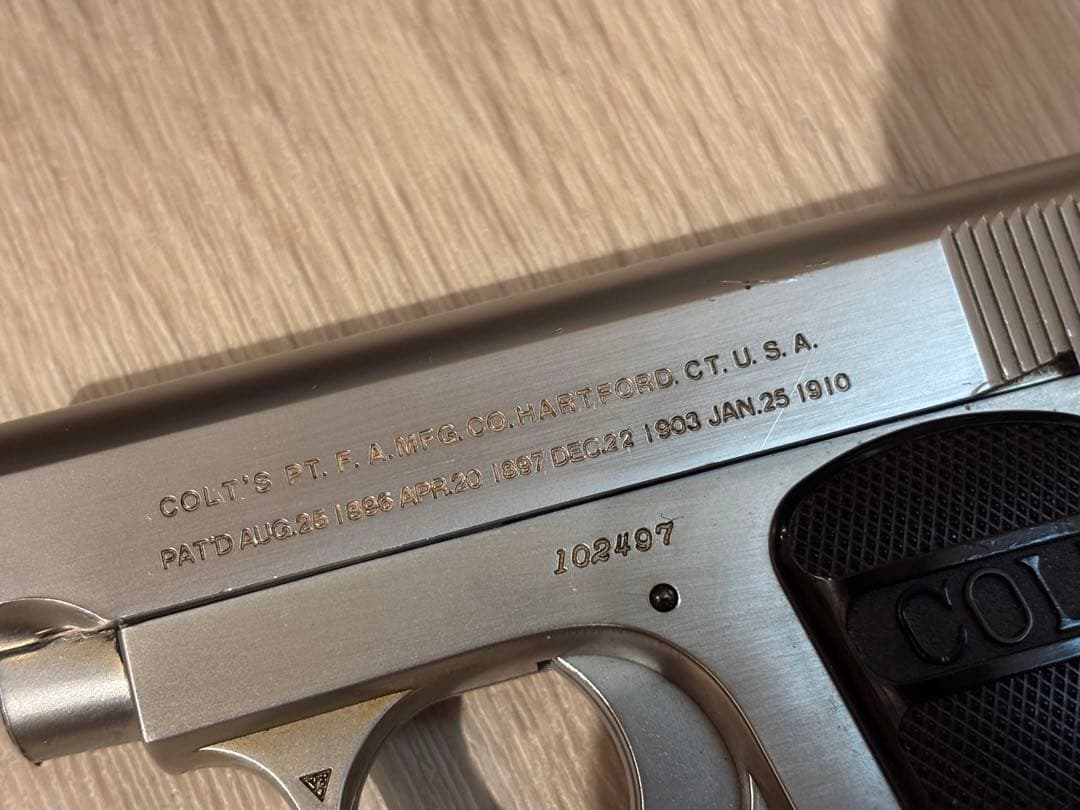 COLT'S PT. F. A. MFG. CO. HARTFORD. CT. U. S. A.
PAT'D AUG.25 1896 APR.20 1897 DEC.22 1903 JAN.25 1910
102497
COL